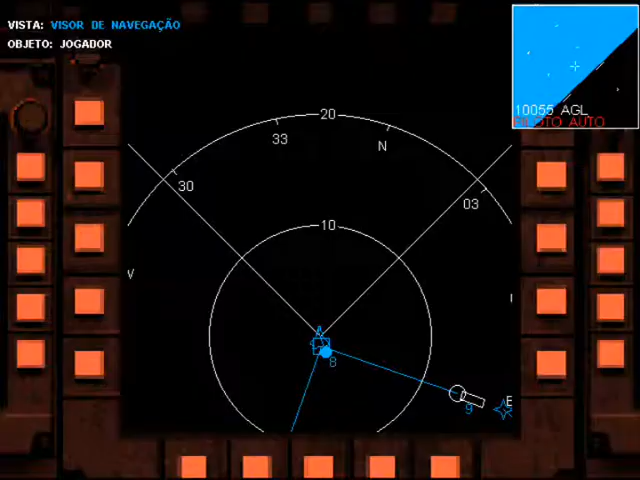 VISTA: VISOR DE NAVEGAÇÃO
OBJETO: JOGADOR
10055 AGL
PILOTO AUTO
20
33
N
30
03
10
V
8
9
E